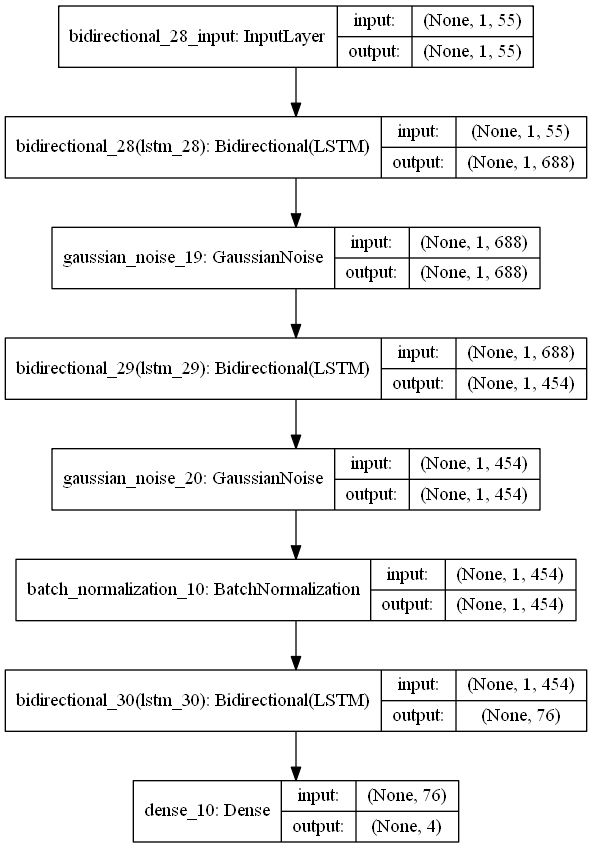 bidirectional_28_input: InputLayer
input: (None, 1, 55)
output: (None, 1, 55)
bidirectional_28(lstm_28): Bidirectional(LSTM)
input: (None, 1, 55)
output: (None, 1, 688)
gaussian_noise_19: GaussianNoise
input: (None, 1, 688)
output: (None, 1, 688)
bidirectional_29(lstm_29): Bidirectional(LSTM)
input: (None, 1, 688)
output: (None, 1, 454)
gaussian_noise_20: GaussianNoise
input: (None, 1, 454)
output: (None, 1, 454)
batch_normalization_10: BatchNormalization
input: (None, 1, 454)
output: (None, 1, 454)
bidirectional_30(lstm_30): Bidirectional(LSTM)
input: (None, 1, 454)
output: (None, 76)
dense_10: Dense
input: (None, 76)
output: (None, 4)